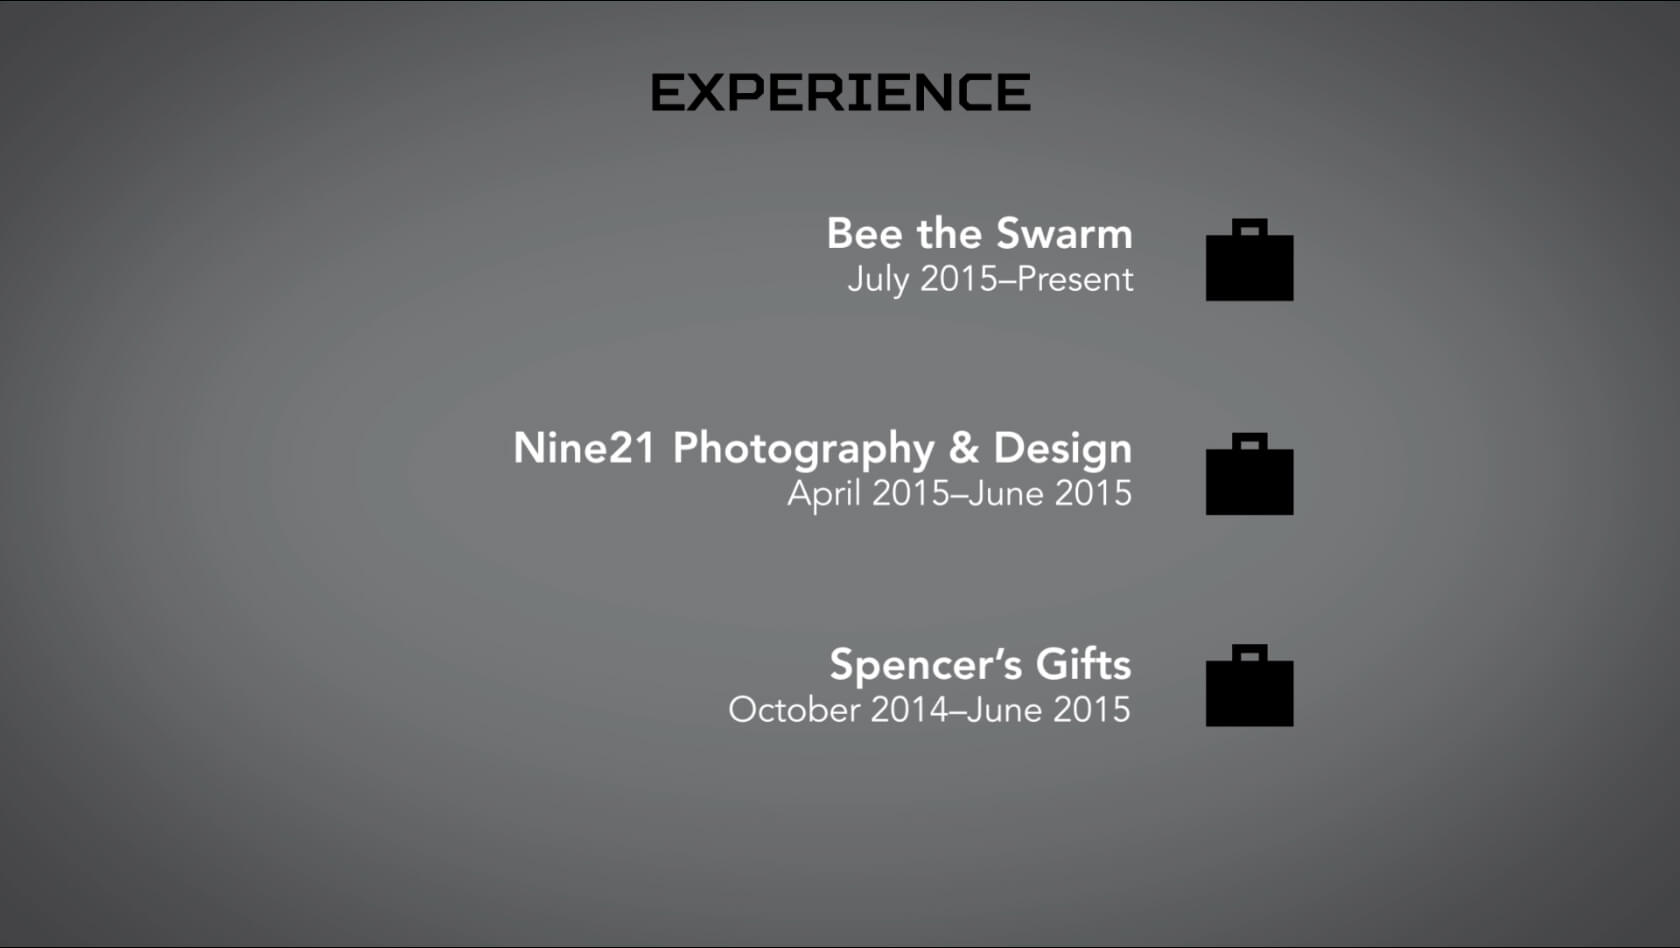 EXPERIENCE
Bee the Swarm
July 2015–Present
Nine21 Photography & Design
April 2015–June 2015
Spencer’s Gifts
October 2014–June 2015